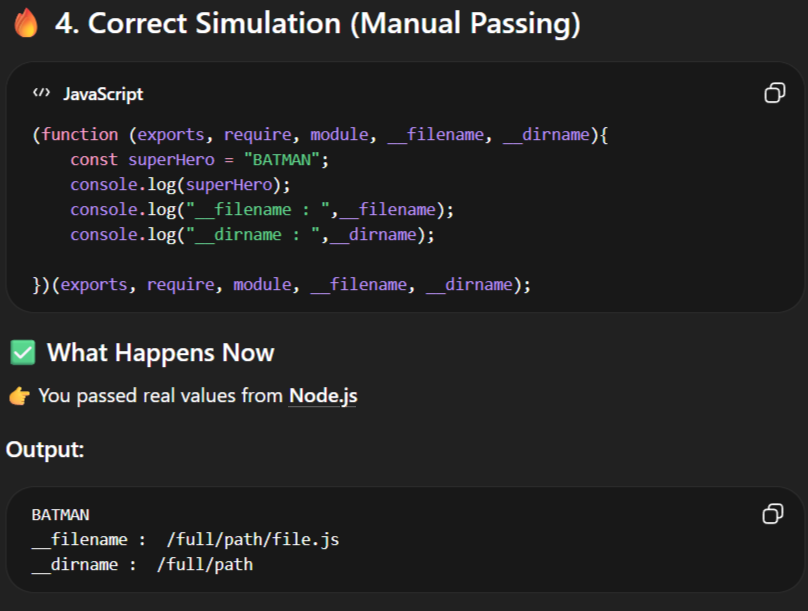 🔥 4. Correct Simulation (Manual Passing)
</> JavaScript
(function (exports, require, module, __filename, __dirname){
    const superHero = "BATMAN";
    console.log(superHero);
    console.log("__filename : ",__filename);
    console.log("__dirname : ",__dirname);

})(exports, require, module, __filename, __dirname);
✅ What Happens Now
👉 You passed real values from Node.js
Output:
BATMAN
__filename :  /full/path/file.js
__dirname :  /full/path